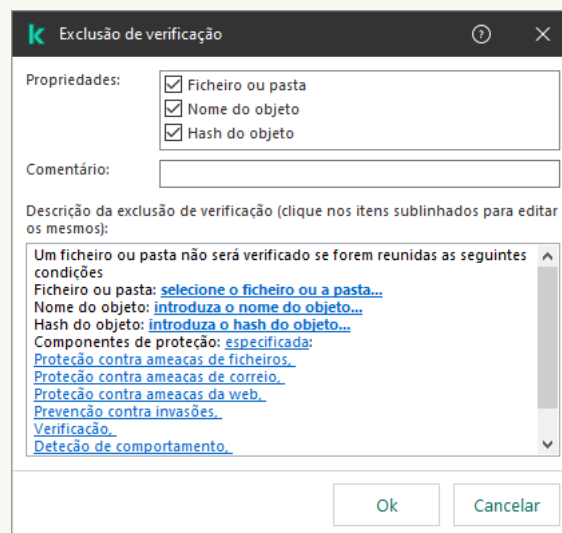 Exclusão de verificação
Propriedades:
Ficheiro ou pasta
Nome do objeto
Hash do objeto
Comentário:
Descrição da exclusão de verificação (clique nos itens sublinhados para editar
os mesmos):
Um ficheiro ou pasta não será verificado se forem reunidas as seguintes
condições
Ficheiro ou pasta: selecione o ficheiro ou a pasta...
Nome do objeto: introduza o nome do objeto...
Hash do objeto: introduza o hash do objeto...
Componentes de proteção: especificada:
Proteção contra ameaças de ficheiros,
Proteção contra ameaças de correio,
Proteção contra ameaças da web,
Prevenção contra invasões,
Verificação,
Deteção de comportamento,
Ok Cancelar